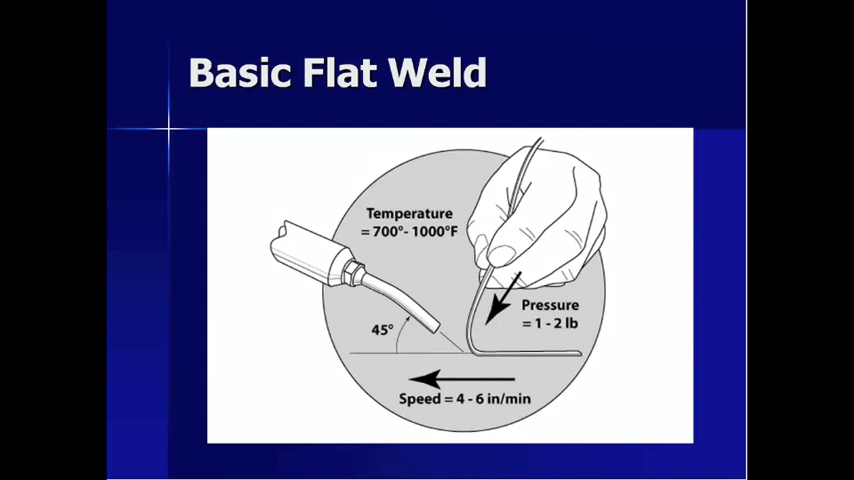 Basic Flat Weld
Temperature
= 700°- 1000°F
Pressure
= 1 - 2 lb
45°
Speed = 4 - 6 in/min